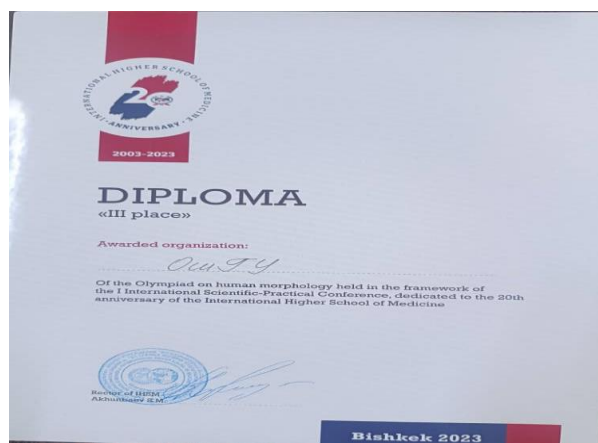 INTERNATIONAL HIGHER SCHOOL OF MEDICINE
20
ANNIVERSARY
2003-2023
DIPLOMA
«III place»
Awarded organization:
ОшГУ
Of the Olympiad on human morphology held in the framework of
the I International Scientific-Practical Conference, dedicated to the 20th
anniversary of the International Higher School of Medicine
Rector of IHSM
Bishkek 2023